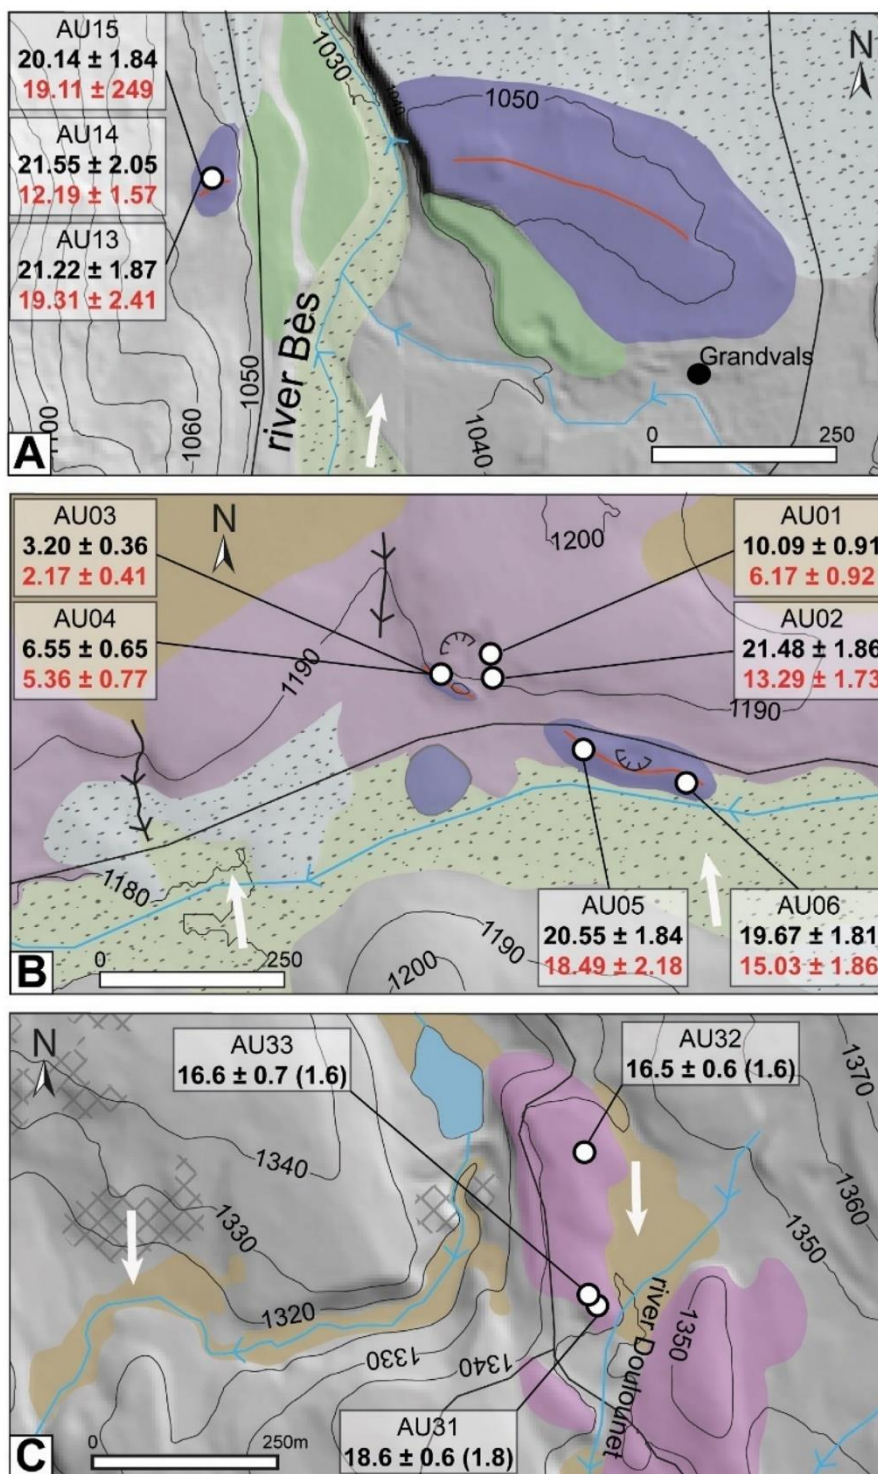 AU15
20.14 ± 1.84
19.11 ± 249
AU14
21.55 ± 2.05
12.19 ± 1.57
AU13
21.22 ± 1.87
19.31 ± 2.41
1030
1050
N
river Bès
1050
1060
Grandvals
1040
0 250
A
AU03
3.20 ± 0.36
2.17 ± 0.41
AU04
6.55 ± 0.65
5.36 ± 0.77
N
1200
AU01
10.09 ± 0.91
6.17 ± 0.92
AU02
21.48 ± 1.86
13.29 ± 1.73
1190
1190
1180
AU05
20.55 ± 1.84
18.49 ± 2.18
AU06
19.67 ± 1.81
15.03 ± 1.86
1190
1200
0 250
B
N
AU33
16.6 ± 0.7 (1.6)
AU32
16.5 ± 0.6 (1.6)
1370
1360
1350
1340
1330
1320
1330
1340
1350
river Doulounet
AU31
18.6 ± 0.6 (1.8)
0 250m
C